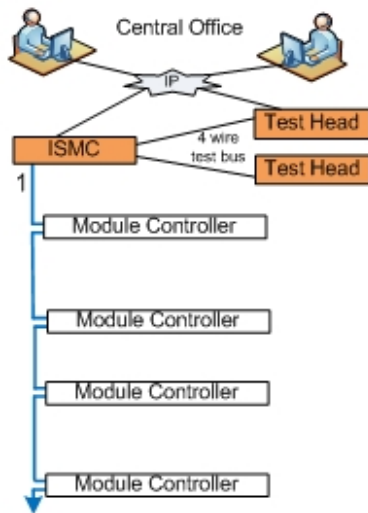 Central Office
IP
Test Head
ISMC
4 wire
test bus
Test Head
1
Module Controller
Module Controller
Module Controller
Module Controller